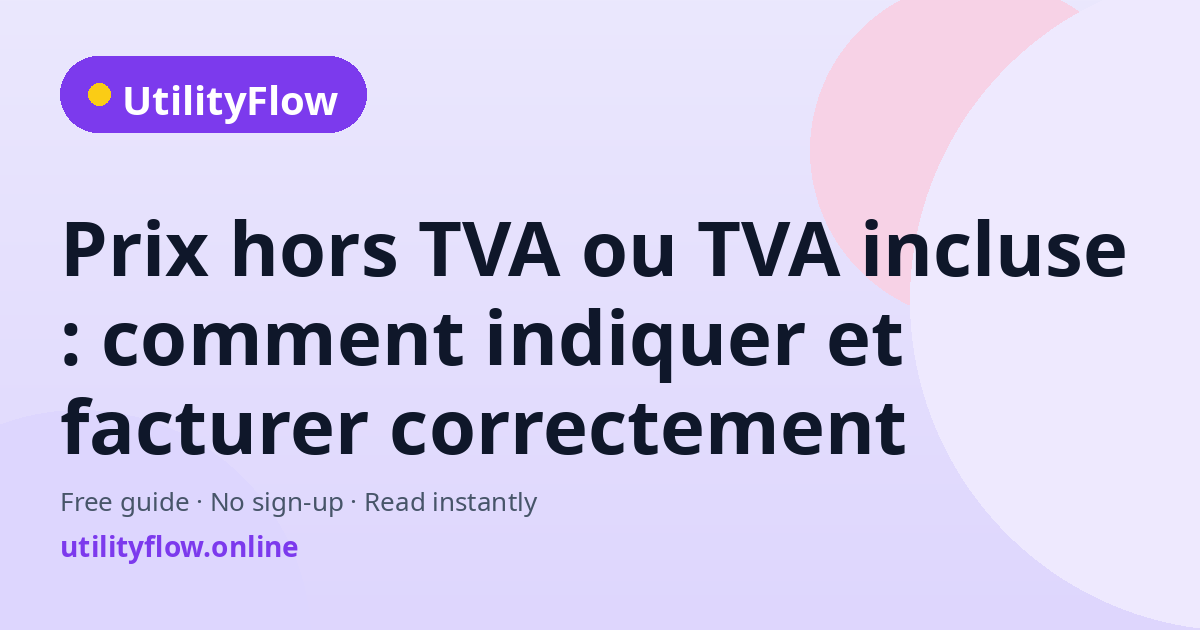 UtilityFlow
Prix hors TVA ou TVA incluse
: comment indiquer et
facturer correctement
Free guide · No sign-up · Read instantly
utilityflow.online